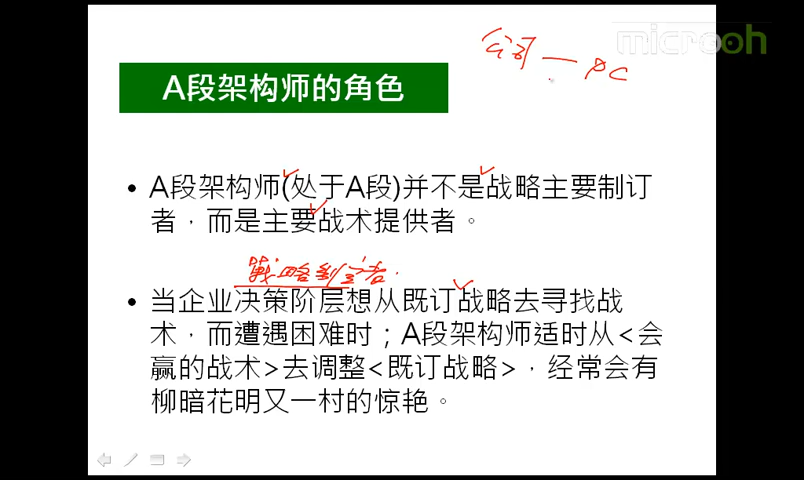 microoh
A段架构师的角色
• A段架构师(处于A段)并不是战略主要制订
者，而是主要战术提供者。
戰略制定者
• 当企业决策阶层想从既订战略去寻找战
术，而遭遇困难时；A段架构师适时从<会
赢的战术>去调整<既订战略>，经常会有
柳暗花明又一村的惊艳。